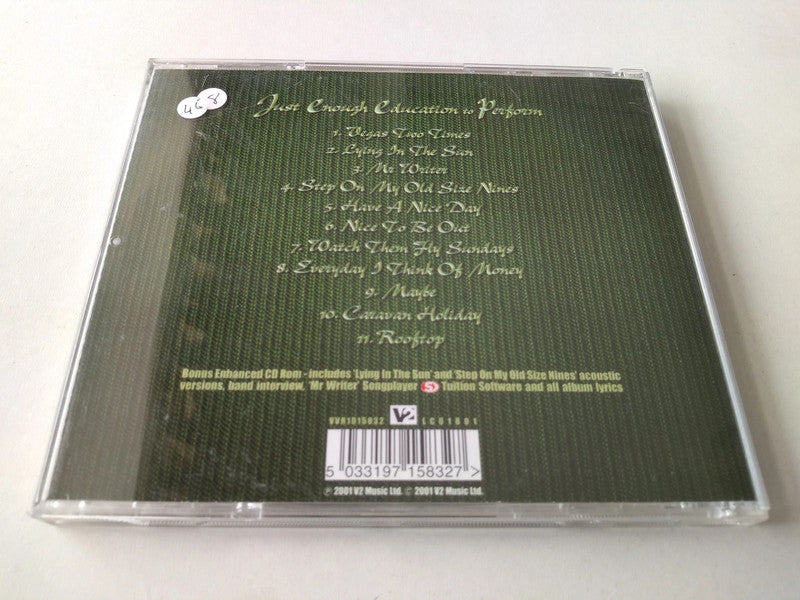 468
Just Enough Education to Perform
1. Vegas Two Times
2. Lying In The Sun
3. Mr Writer
4. Step On My Old Size Nines
5. Have A Nice Day
6. Nice To Be Out
7. Watch Them Fly Sundays
8. Everyday I Think Of Money
9. Maybe
10. Caravan Holiday
11. Rooftop
Bonus Enhanced CD Rom - includes 'Lying In The Sun' and 'Step On My Old Size Nines' acoustic
versions, band interview, 'Mr Writer' Songplayer S Tuition Software and all album lyrics
VVR1015832 V2 LC01801
5 033197 158327 >
℗ 2001 V2 Music Ltd. © 2001 V2 Music Ltd.